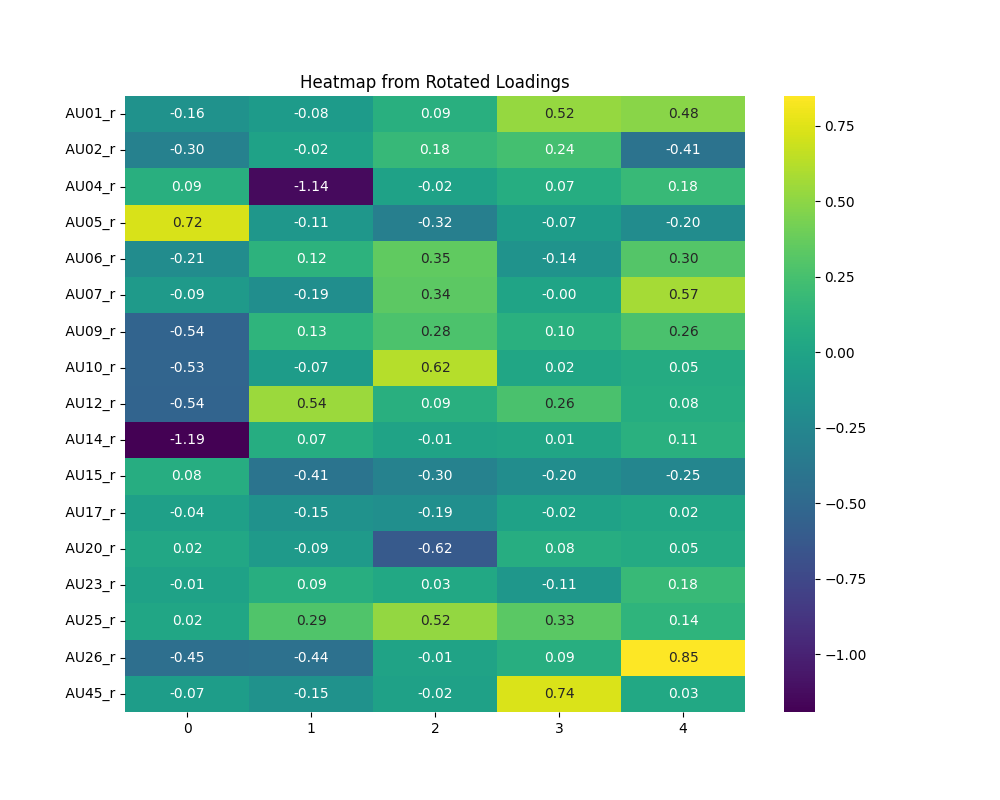 Heatmap from Rotated Loadings
AU01_r -0.16 -0.08 0.09 0.52 0.48
AU02_r -0.30 -0.02 0.18 0.24 -0.41
AU04_r 0.09 -1.14 -0.02 0.07 0.18
AU05_r 0.72 -0.11 -0.32 -0.07 -0.20
AU06_r -0.21 0.12 0.35 -0.14 0.30
AU07_r -0.09 -0.19 0.34 -0.00 0.57
AU09_r -0.54 0.13 0.28 0.10 0.26
AU10_r -0.53 -0.07 0.62 0.02 0.05
AU12_r -0.54 0.54 0.09 0.26 0.08
AU14_r -1.19 0.07 -0.01 0.01 0.11
AU15_r 0.08 -0.41 -0.30 -0.20 -0.25
AU17_r -0.04 -0.15 -0.19 -0.02 0.02
AU20_r 0.02 -0.09 -0.62 0.08 0.05
AU23_r -0.01 0.09 0.03 -0.11 0.18
AU25_r 0.02 0.29 0.52 0.33 0.14
AU26_r -0.45 -0.44 -0.01 0.09 0.85
AU45_r -0.07 -0.15 -0.02 0.74 0.03
0 1 2 3 4
0.75
0.50
0.25
0.00
−0.25
−0.50
−0.75
−1.00